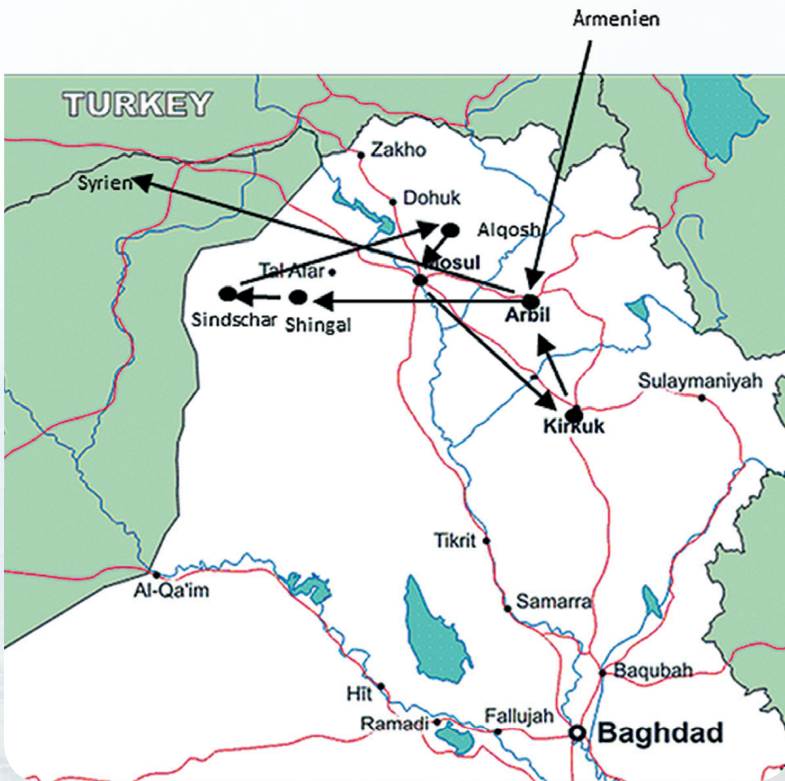 Armenien
TURKEY
Zakho
Syrien
Dohuk
Alqosh
Mosul
Tal Afar
Sindschar
Shingal
Arbil
Sulaymaniyah
Kirkuk
Tikrit
Al-Qa'im
Samarra
Baqubah
Hīt
Ramadi
Fallujah
Baghdad